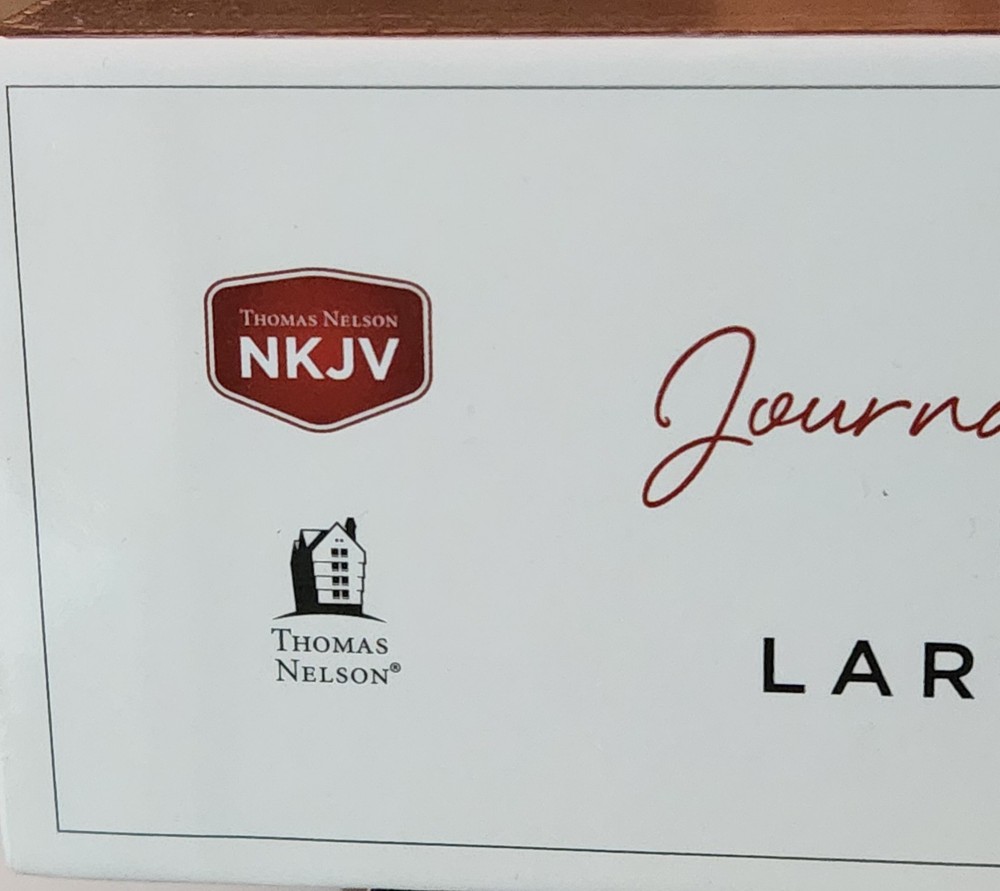 THOMAS NELSON
NKJV
Journa
LAR
THOMAS
NELSON®